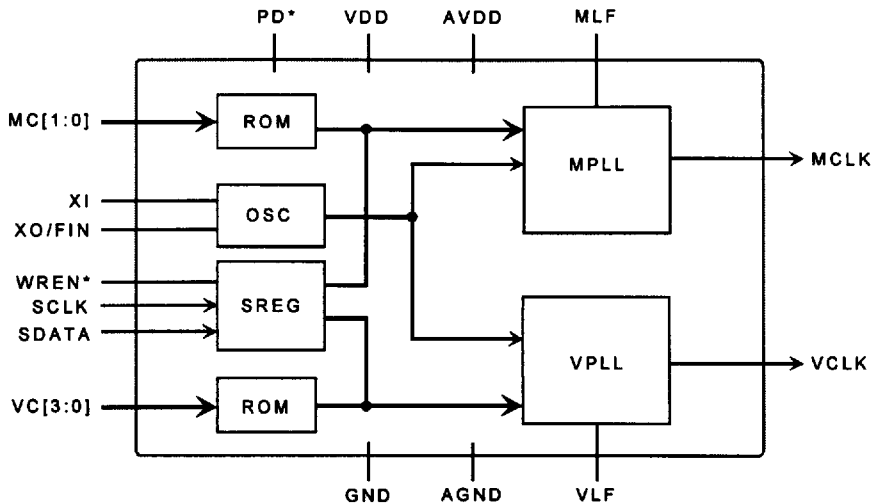 PD* VDD AVDD MLF
MC[1:0] ROM
MPLL MCLK
XI
OSC
XO/FIN
WREN*
SCLK SREG
SDATA
VPLL VCLK
VC[3:0] ROM
GND AGND VLF